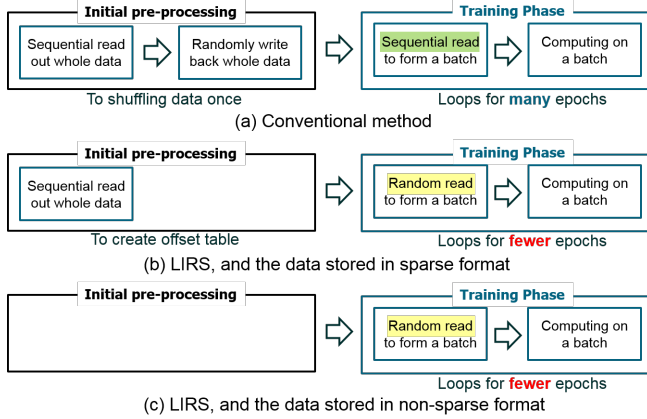 Initial pre-processing
Training Phase
Sequential read
out whole data
Randomly write
back whole data
Sequential read
to form a batch
Computing on
a batch
To shuffling data once
Loops for many epochs
(a) Conventional method
Initial pre-processing
Training Phase
Sequential read
out whole data
Random read
to form a batch
Computing on
a batch
To create offset table
Loops for fewer epochs
(b) LIRS, and the data stored in sparse format
Initial pre-processing
Training Phase
Random read
to form a batch
Computing on
a batch
Loops for fewer epochs
(c) LIRS, and the data stored in non-sparse format